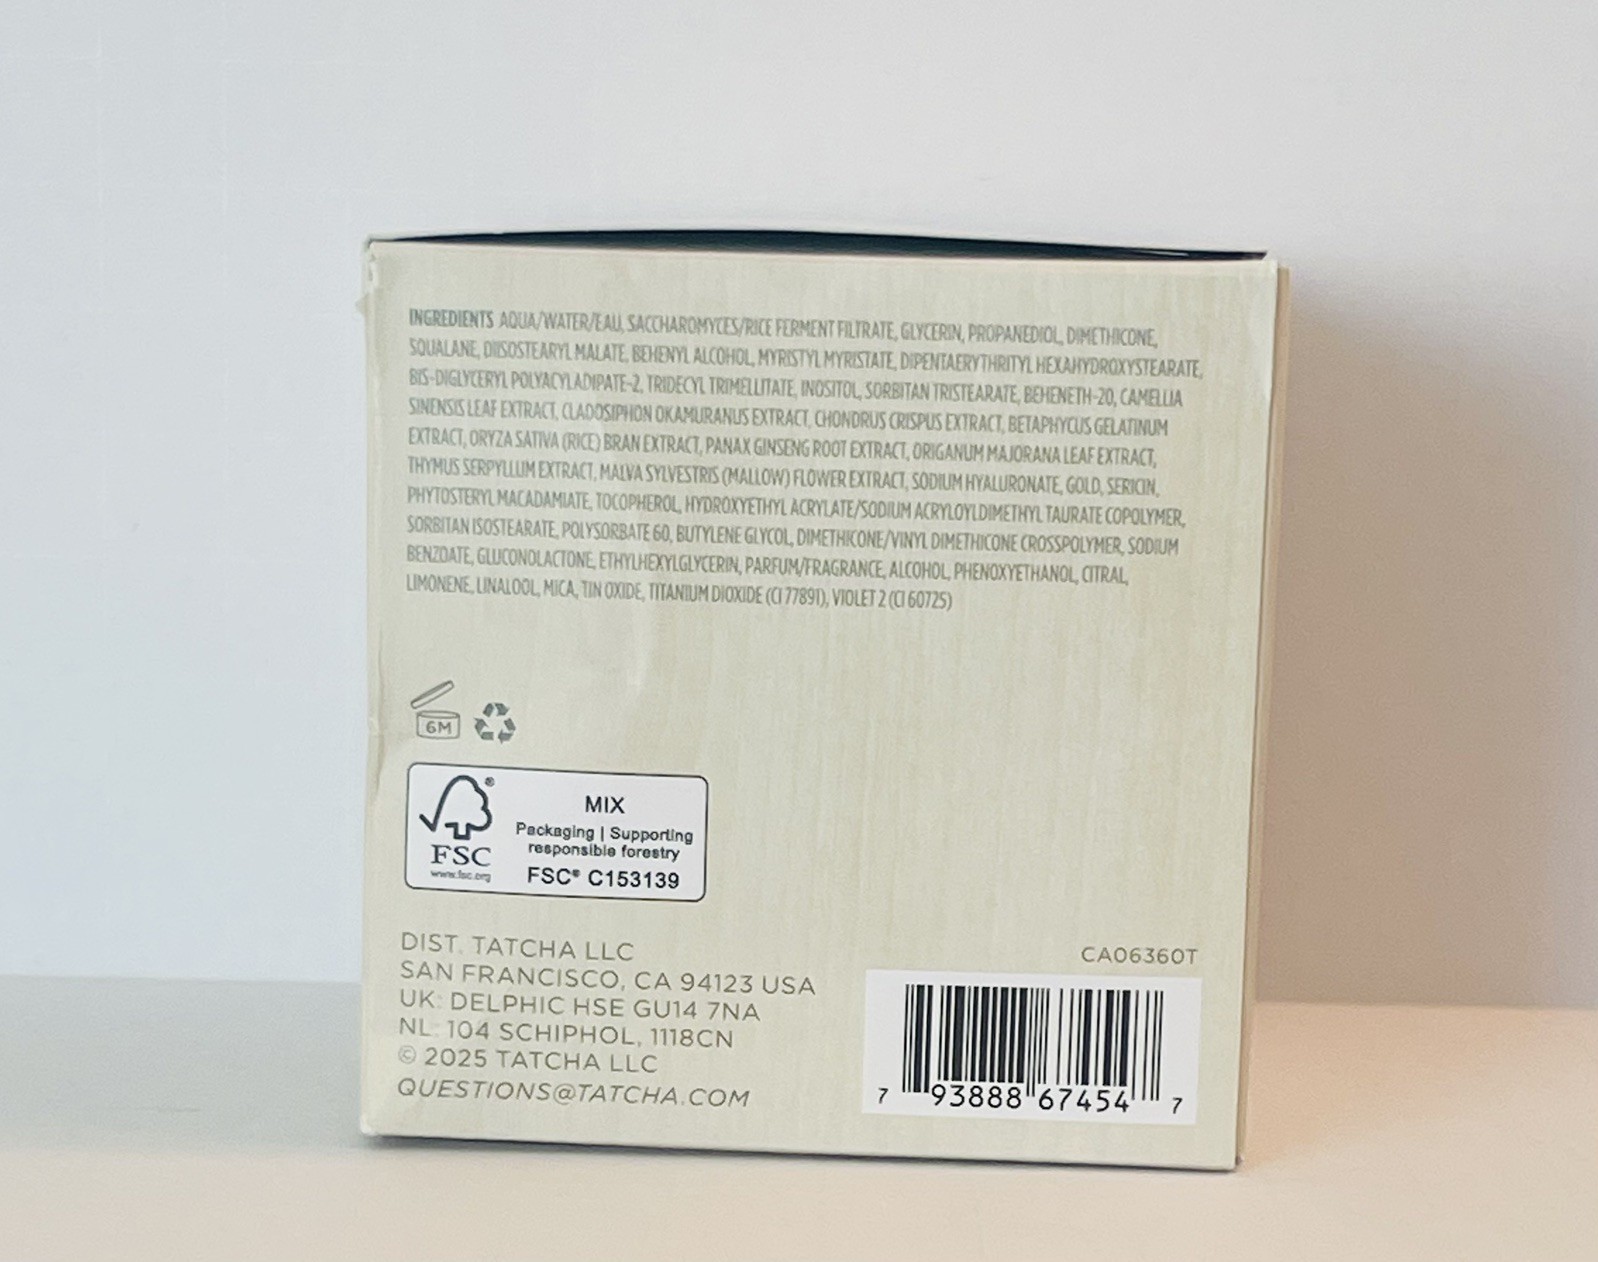 INGREDIENTS AQUA/WATER/EAU, SACCHAROMYCES/RICE FERMENT FILTRATE, GLYCERIN, PROPANEDIOL, DIMETHICONE,
SQUALANE, DIISOSTEARYL MALATE, BEHENYL ALCOHOL, MYRISTYL MYRISTATE, DIPENTAERYTHRITYL HEXAHYDROXYSTEARATE,
BIS-DIGLYCERYL POLYACYLADIPATE-2, TRIDECYL TRIMELLITATE, INOSITOL, SORBITAN TRISTEARATE, BEHENETH-20, CAMELLIA
SINENSIS LEAF EXTRACT, CLADOSIPHON OKAMURANUS EXTRACT, CHONDRUS CRISPUS EXTRACT, BETAPHYCUS GELATINUM
EXTRACT, ORYZA SATIVA (RICE) BRAN EXTRACT, PANAX GINSENG ROOT EXTRACT, ORIGANUM MAJORANA LEAF EXTRACT,
THYMUS SERPYLLUM EXTRACT, MALVA SYLVESTRIS (MALLOW) FLOWER EXTRACT, SODIUM HYALURONATE, GOLD, SERICIN,
PHYTOSTERYL MACADAMIATE, TOCOPHEROL, HYDROXYETHYL ACRYLATE/SODIUM ACRYLOYLDIMETHYL TAURATE COPOLYMER,
SORBITAN ISOSTEARATE, POLYSORBATE 60, BUTYLENE GLYCOL, DIMETHICONE/VINYL DIMETHICONE CROSSPOLYMER, SODIUM
BENZOATE, GLUCONOLACTONE, ETHYLHEXYLGLYCERIN, PARFUM/FRAGRANCE, ALCOHOL, PHENOXYETHANOL, CITRAL,
LIMONENE, LINALOOL, MICA, TIN OXIDE, TITANIUM DIOXIDE (CI 77891), VIOLET 2 (CI 60725)
6M
MIX
Packaging | Supporting
responsible forestry
FSC® C153139
FSC
www.fsc.org
DIST. TATCHA LLC
SAN FRANCISCO, CA 94123 USA
UK: DELPHIC HSE GU14 7NA
NL: 104 SCHIPHOL, 1118CN
© 2025 TATCHA LLC
QUESTIONS@TATCHA.COM
CA06360T
7 93888 67454 7